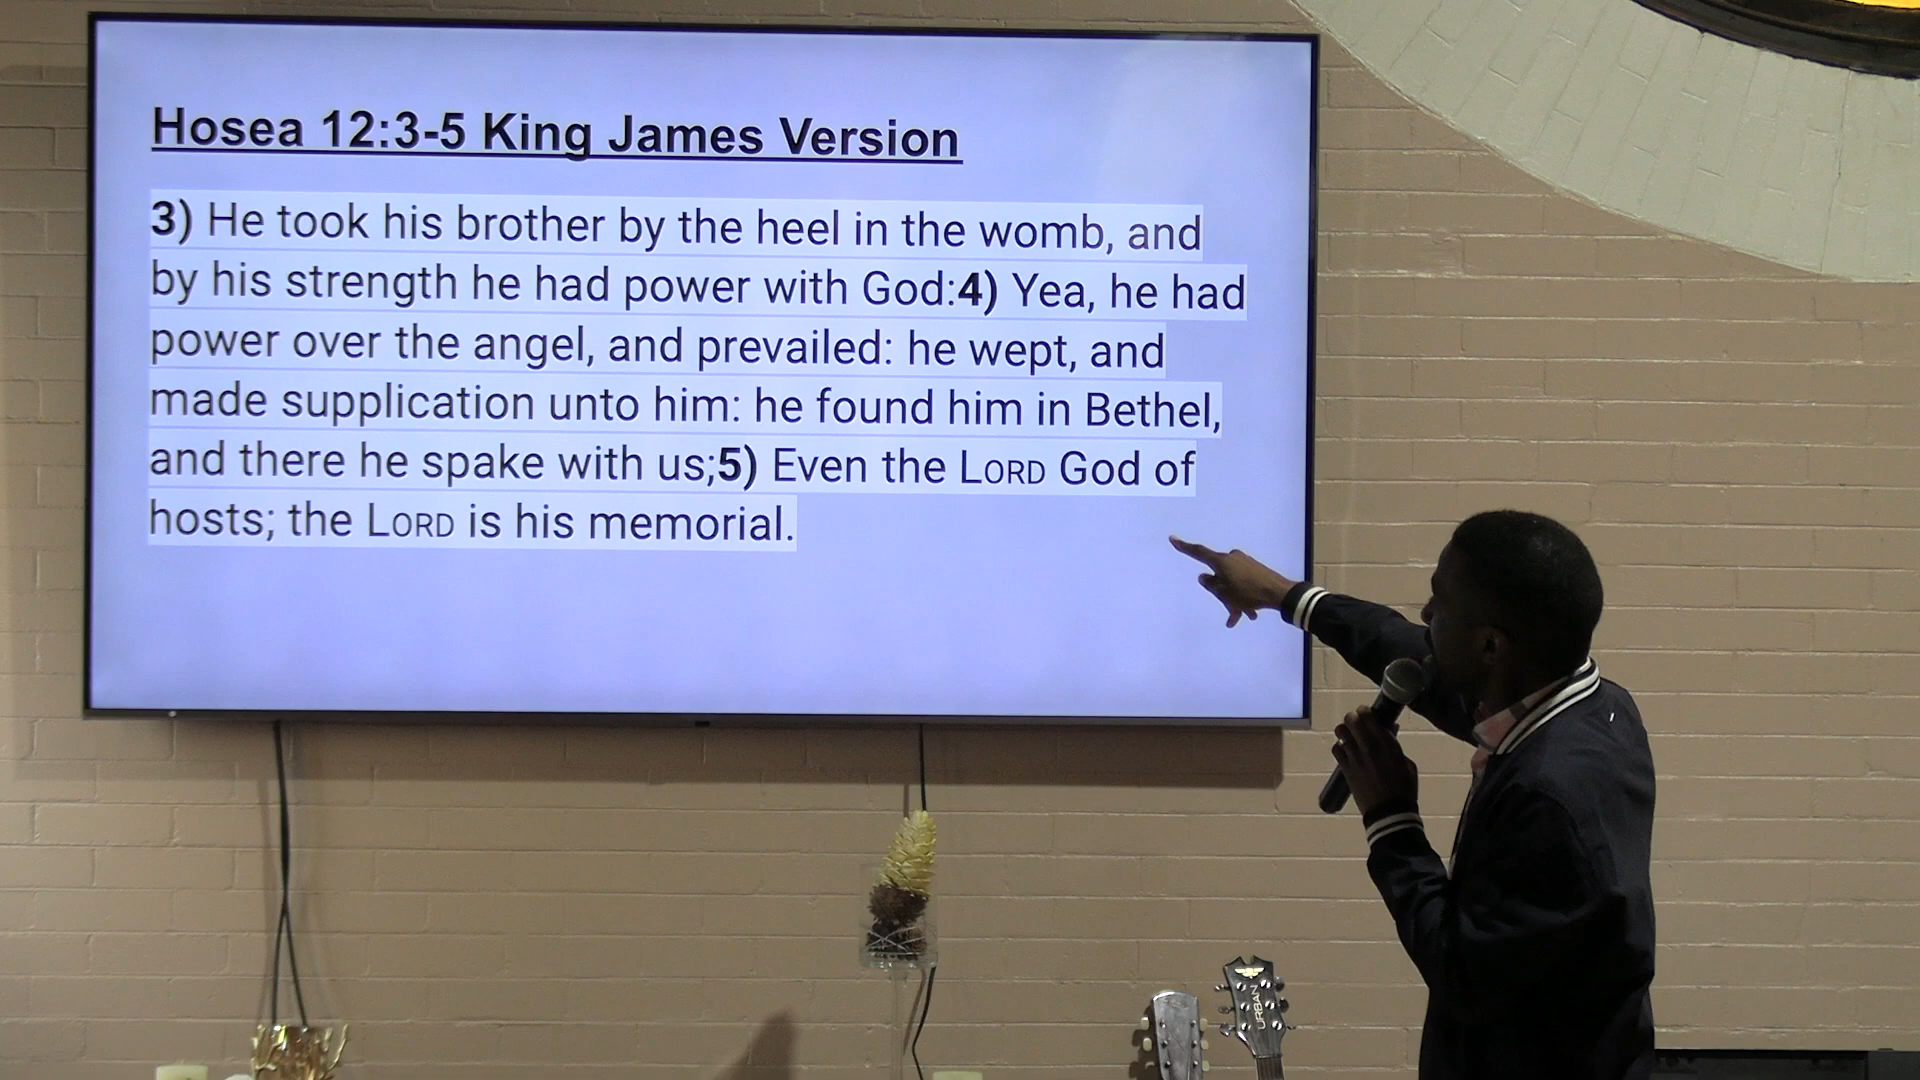 Hosea 12:3-5 King James Version
3) He took his brother by the heel in the womb, and
by his strength he had power with God:4) Yea, he had
power over the angel, and prevailed: he wept, and
made supplication unto him: he found him in Bethel,
and there he spake with us;5) Even the LORD God of
hosts; the LORD is his memorial.
URBAN